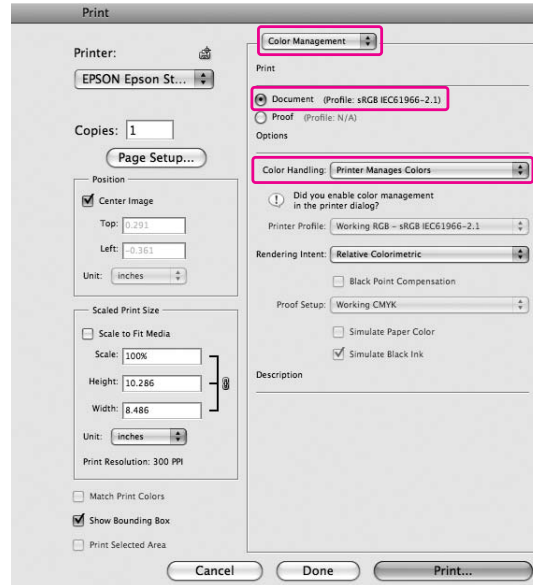 Print
Printer:
EPSON Epson St...
Copies: 1
Page Setup...
Position
Center Image
Top: 0.291
Left: -0.361
Unit: inches
Scaled Print Size
Scale to Fit Media
Scale: 100%
Height: 10.286
Width: 8.486
Unit: inches
Print Resolution: 300 PPI
Match Print Colors
Show Bounding Box
Print Selected Area
Color Management
Print
Document (Profile: sRGB IEC61966-2.1)
Proof (Profile: N/A)
Options
Color Handling: Printer Manages Colors
Did you enable color management
in the printer dialog?
Printer Profile: Working RGB - sRGB IEC61966-2.1
Rendering Intent: Relative Colorimetric
Black Point Compensation
Proof Setup: Working CMYK
Simulate Paper Color
Simulate Black Ink
Description
Cancel
Done
Print...